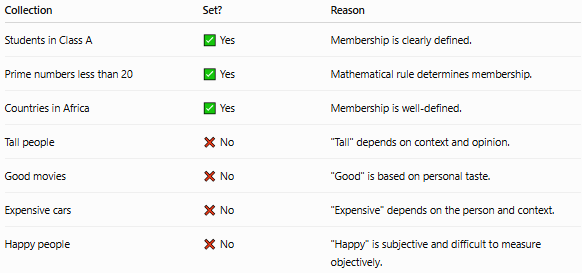 Collection Set? Reason
Students in Class A ✅ Yes Membership is clearly defined.
Prime numbers less than 20 ✅ Yes Mathematical rule determines membership.
Countries in Africa ✅ Yes Membership is well-defined.
Tall people ❌ No "Tall" depends on context and opinion.
Good movies ❌ No "Good" is based on personal taste.
Expensive cars ❌ No "Expensive" depends on the person and context.
Happy people ❌ No "Happy" is subjective and difficult to measure
objectively.